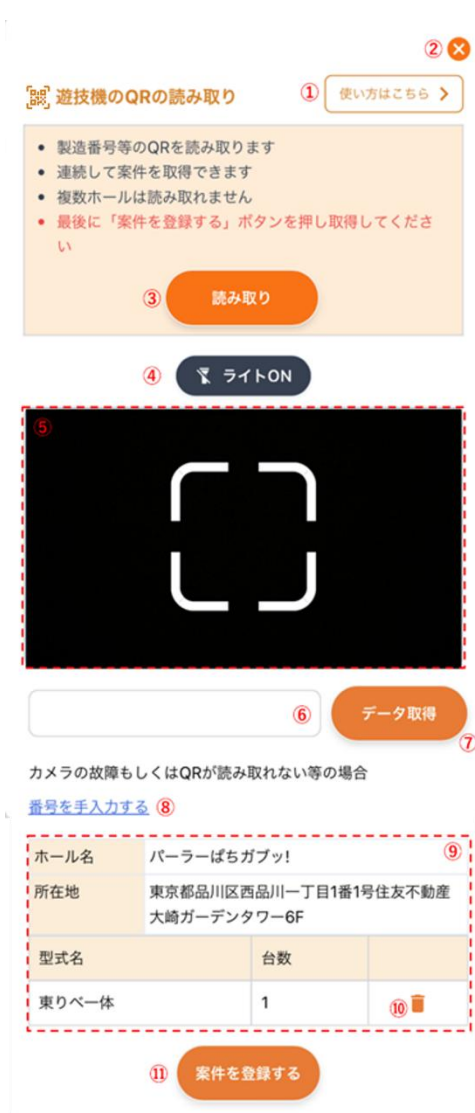 ②
遊技機のQRの読み取り ① 使い方はこちら
製造番号等のQRを読み取ります
連続して案件を取得できます
複数ホールは読み取れません
最後に「案件を登録する」ボタンを押し取得してくださ
い
③ 読み取り
④ ライトON
⑤
⑥ データ取得
⑦
カメラの故障もしくはQRが読み取れない等の場合
番号を手入力する ⑧
⑨
ホール名 パーラーぱちガブッ!
所在地 東京都品川区西品川一丁目1番1号住友不動産
大崎ガーデンタワー6F
型式名 台数
東りべ一体 1 ⑩
⑪ 案件を登録する